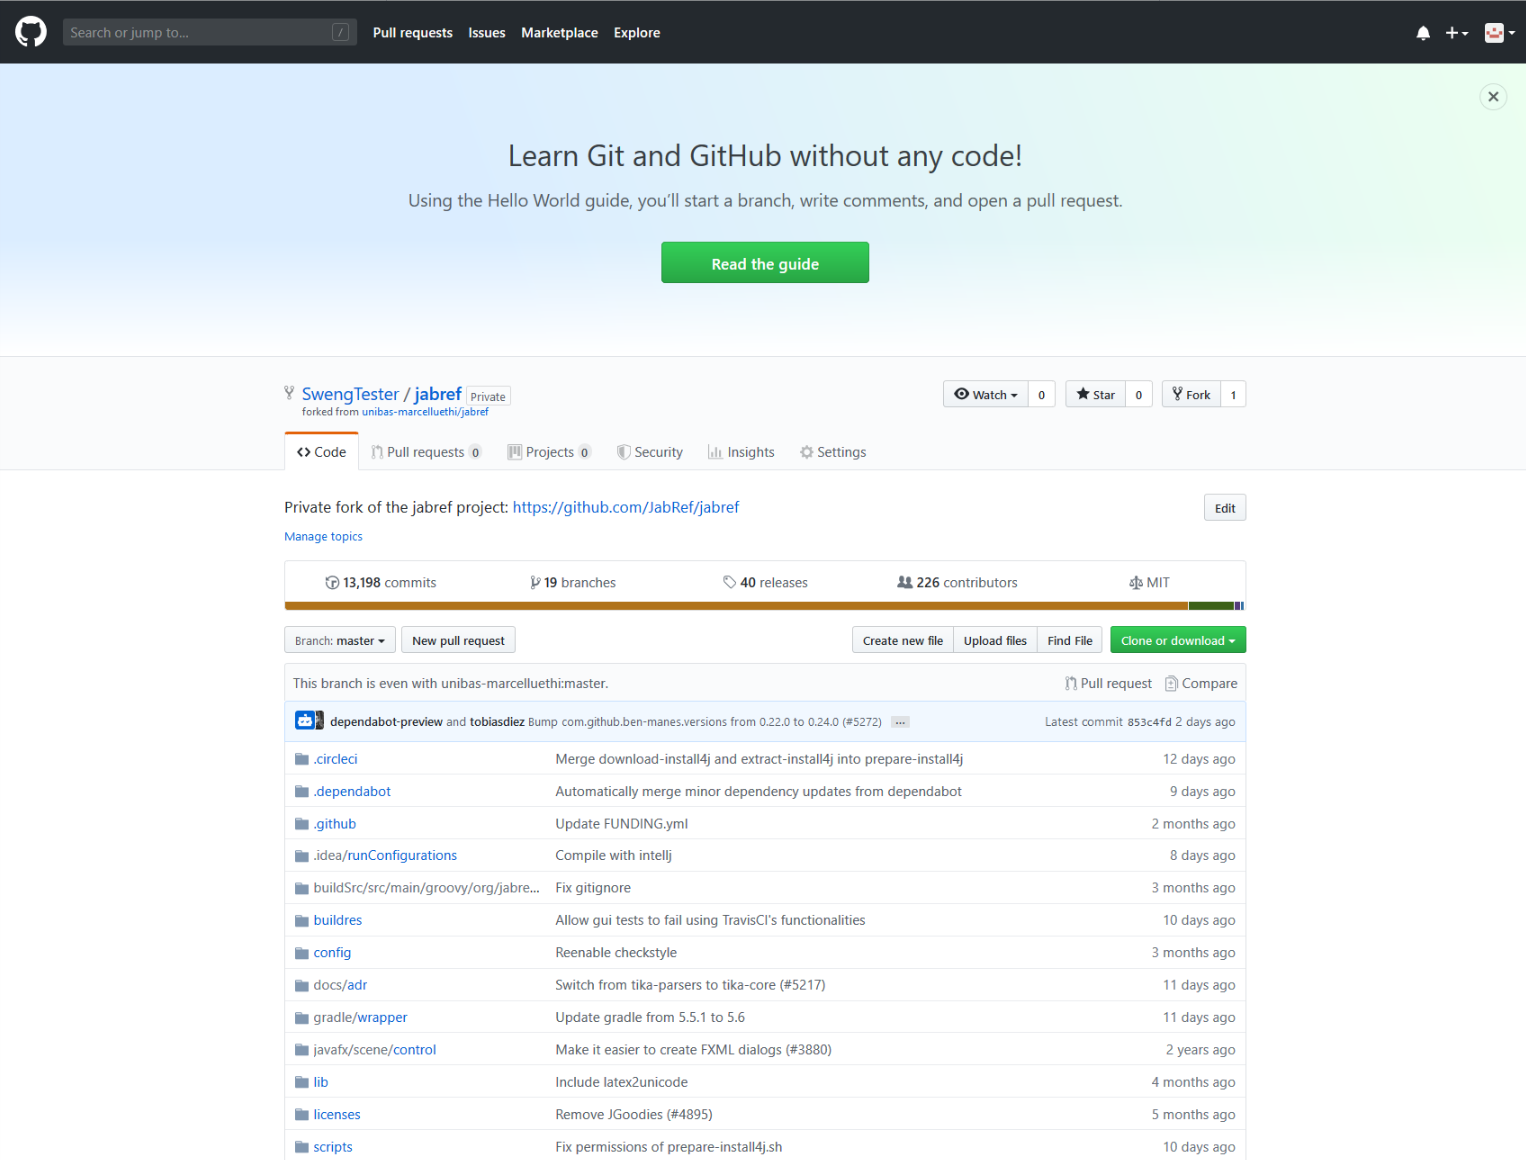 Search or jump to... / Pull requests Issues Marketplace Explore
Learn Git and GitHub without any code!
Using the Hello World guide, you’ll start a branch, write comments, and open a pull request.
Read the guide
SwengTester / jabref Private Watch 0 Star 0 Fork 1
forked from unibas-marcelluethi/jabref
Code Pull requests 0 Projects 0 Security Insights Settings
Private fork of the jabref project: https://github.com/JabRef/jabref Edit
Manage topics
13,198 commits 19 branches 40 releases 226 contributors MIT
Branch: master New pull request Create new file Upload files Find File Clone or download
This branch is even with unibas-marcelluethi:master. Pull request Compare
dependabot-preview and tobiasdiez Bump com.github.ben-manes.versions from 0.22.0 to 0.24.0 (#5272) ... Latest commit 853c4fd 2 days ago
.circleci Merge download-install4j and extract-install4j into prepare-install4j 12 days ago
.dependabot Automatically merge minor dependency updates from dependabot 9 days ago
.github Update FUNDING.yml 2 months ago
.idea/runConfigurations Compile with intellj 8 days ago
buildSrc/src/main/groovy/org/jabre... Fix gitignore 3 months ago
buildres Allow gui tests to fail using TravisCI's functionalities 10 days ago
config Reenable checkstyle 3 months ago
docs/adr Switch from tika-parsers to tika-core (#5217) 11 days ago
gradle/wrapper Update gradle from 5.5.1 to 5.6 11 days ago
javafx/scene/control Make it easier to create FXML dialogs (#3880) 2 years ago
lib Include latex2unicode 4 months ago
licenses Remove JGoodies (#4895) 5 months ago
scripts Fix permissions of prepare-install4j.sh 10 days ago